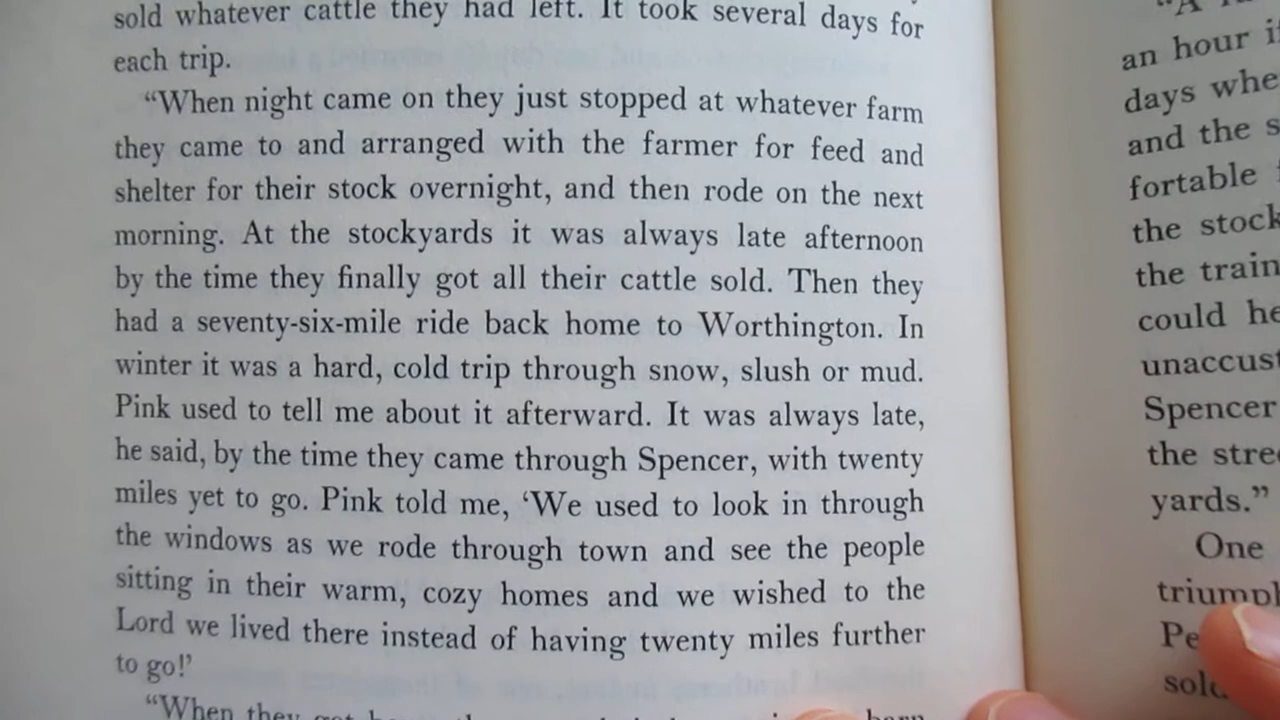 sold whatever cattle they had left. It took several days for
each trip.
“When night came on they just stopped at whatever farm
they came to and arranged with the farmer for feed and
shelter for their stock overnight, and then rode on the next
morning. At the stockyards it was always late afternoon
by the time they finally got all their cattle sold. Then they
had a seventy-six-mile ride back home to Worthington. In
winter it was a hard, cold trip through snow, slush or mud.
Pink used to tell me about it afterward. It was always late,
he said, by the time they came through Spencer, with twenty
miles yet to go. Pink told me, ‘We used to look in through
the windows as we rode through town and see the people
sitting in their warm, cozy homes and we wished to the
Lord we lived there instead of having twenty miles further
to go!’
“When they
“A
an hour
days
and the
fortable
the
the train
could
Spencer
the
yards.”
One